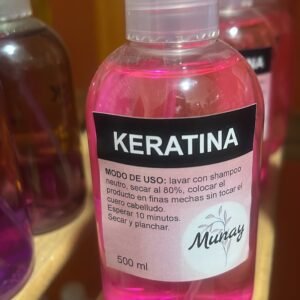 KERATINA
MODO DE USO: lavar con shampoo
neutro, secar al 80%, colocar el
producto en finas mechas sin tocar el
cuero cabelludo.
Esperar 10 minutos.
Secar y planchar.
Munay
500 ml